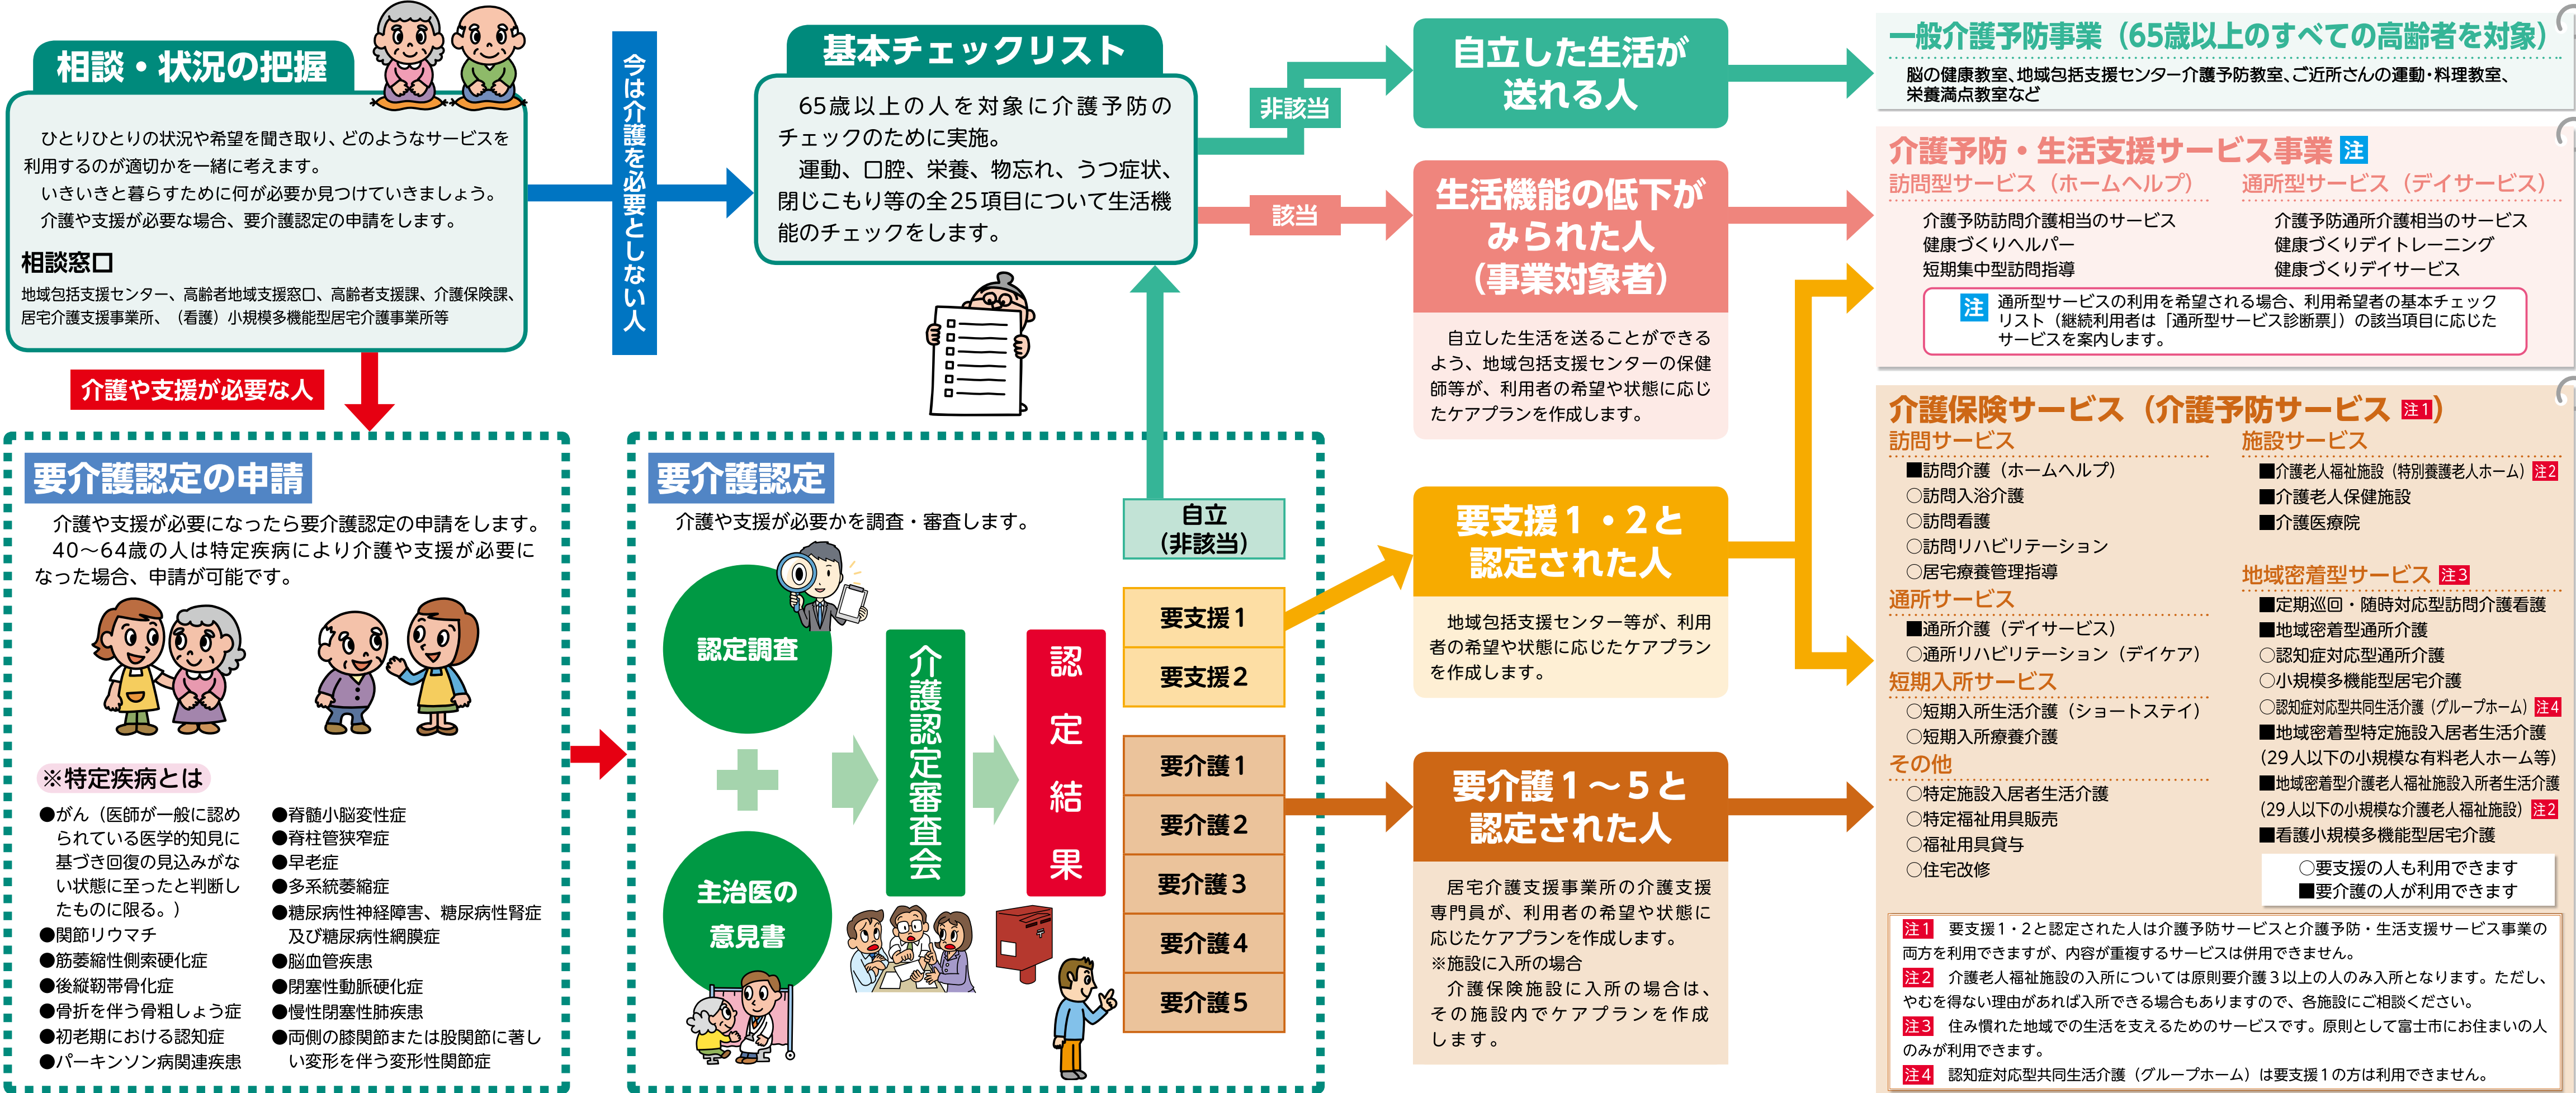 相談・状況の把握
ひとりひとりの状況や希望を聞き取り、どのようなサービスを
利用するのが適切かを一緒に考えます。
いきいきと暮らすために何が必要か見つけていきましょう。
介護や支援が必要な場合、要介護認定の申請をします。
相談窓口
地域包括支援センター、高齢者地域支援窓口、高齢者支援課、介護保険課、
居宅介護支援事業所、（看護）小規模多機能型居宅介護事業所等
介護や支援が必要な人
今は介護を必要としない人
基本チェックリスト
65歳以上の人を対象に介護予防の
チェックのために実施。
運動、口腔、栄養、物忘れ、うつ症状、
閉じこもり等の全25項目について生活機
能のチェックをします。
非該当
該当
要介護認定の申請
介護や支援が必要になったら要介護認定の申請をします。
40～64歳の人は特定疾病により介護や支援が必要に
なった場合、申請が可能です。
※特定疾病とは
●がん（医師が一般に認め
られている医学的知見に
基づき回復の見込みがな
い状態に至ったと判断し
たものに限る。）
●関節リウマチ
●筋萎縮性側索硬化症
●後縦靭帯骨化症
●骨折を伴う骨粗しょう症
●初老期における認知症
●パーキンソン病関連疾患
●脊髄小脳変性症
●脊柱管狭窄症
●早老症
●多系統萎縮症
●糖尿病性神経障害、糖尿病性腎症
及び糖尿病性網膜症
●脳血管疾患
●閉塞性動脈硬化症
●慢性閉塞性肺疾患
●両側の膝関節または股関節に著し
い変形を伴う変形性関節症
要介護認定
介護や支援が必要かを調査・審査します。
認定調査
主治医の
意見書
介護認定審査会
認定結果
自立
（非該当）
要支援1
要支援2
要介護1
要介護2
要介護3
要介護4
要介護5
自立した生活が
送れる人
生活機能の低下が
みられた人
（事業対象者）
自立した生活を送ることができる
よう、地域包括支援センターの保健
師等が、利用者の希望や状態に応じ
たケアプランを作成します。
要支援1・2と
認定された人
地域包括支援センター等が、利用
者の希望や状態に応じたケアプラン
を作成します。
要介護1～5と
認定された人
居宅介護支援事業所の介護支援
専門員が、利用者の希望や状態に
応じたケアプランを作成します。
※施設に入所の場合
介護保険施設に入所の場合は、
その施設内でケアプランを作成
します。
一般介護予防事業（65歳以上のすべての高齢者を対象）
脳の健康教室、地域包括支援センター介護予防教室、ご近所さんの運動・料理教室、
栄養満点教室など
介護予防・生活支援サービス事業 注
訪問型サービス（ホームヘルプ）
介護予防訪問介護相当のサービス
健康づくりヘルパー
短期集中型訪問指導
通所型サービス（デイサービス）
介護予防通所介護相当のサービス
健康づくりデイトレーニング
健康づくりデイサービス
注 通所型サービスの利用を希望される場合、利用希望者の基本チェック
リスト（継続利用者は「通所型サービス診断票」）の該当項目に応じた
サービスを案内します。
介護保険サービス（介護予防サービス 注1）
訪問サービス
■訪問介護（ホームヘルプ）
○訪問入浴介護
○訪問看護
○訪問リハビリテーション
○居宅療養管理指導
通所サービス
■通所介護（デイサービス）
○通所リハビリテーション（デイケア）
短期入所サービス
○短期入所生活介護（ショートステイ）
○短期入所療養介護
その他
○特定施設入居者生活介護
○特定福祉用具販売
○福祉用具貸与
○住宅改修
施設サービス
■介護老人福祉施設（特別養護老人ホーム）注2
■介護老人保健施設
■介護医療院
地域密着型サービス 注3
■定期巡回・随時対応型訪問介護看護
■地域密着型通所介護
○認知症対応型通所介護
○小規模多機能型居宅介護
○認知症対応型共同生活介護（グループホーム）注4
■地域密着型特定施設入居者生活介護
（29人以下の小規模な有料老人ホーム等）
■地域密着型介護老人福祉施設入所者生活介護
（29人以下の小規模な介護老人福祉施設）注2
■看護小規模多機能型居宅介護
○要支援の人も利用できます
■要介護の人が利用できます
注1 要支援1・2と認定された人は介護予防サービスと介護予防・生活支援サービス事業の
両方を利用できますが、内容が重複するサービスは併用できません。
注2 介護老人福祉施設の入所については原則要介護3以上の人のみ入所となります。ただし、
やむを得ない理由があれば入所できる場合もありますので、各施設にご相談ください。
注3 住み慣れた地域での生活を支えるためのサービスです。原則として富士市にお住まいの人
のみが利用できます。
注4 認知症対応型共同生活介護（グループホーム）は要支援1の方は利用できません。